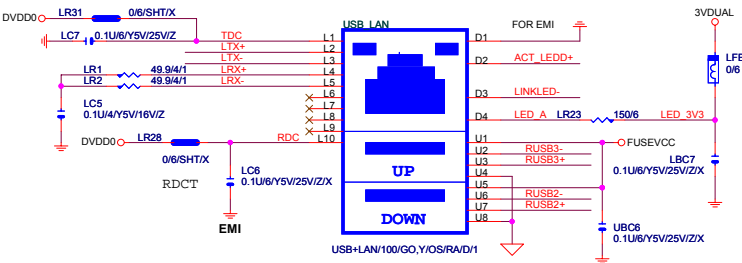 LR31 0/6/SHT/X
DVDD0
USB_LAN
FOR EMI
3VDUAL
LC7 0.1U/6/Y5V/25V/Z
TDC L1 D1
LTX+ L2
LTX- L3 D2 ACT_LEDD+
LR1 49.9/4/1 LRX+ L4
LR2 49.9/4/1 LRX- L5
LFB
0/6
L6 D3 LINKLED-
L7
LC5
0.1U/4/Y5V/16V/Z
L8 D4 LED_A LR23 150/6 LED_3V3
L9
DVDD0 LR28 RDC L10 U1 FUSEVCC
0/6/SHT/X
U2 RUSB3-
U3 RUSB3+
LBC7
0.1U/6/Y5V/25V/Z/X
RDCT
LC6
0.1U/6/Y5V/25V/Z/X
UP
U4
U5
U6 RUSB2-
U7 RUSB2+
DOWN
U8
EMI
UBC6
0.1U/6/Y5V/25V/Z/X
USB+LAN/100/GO,Y/OS/RA/D/1